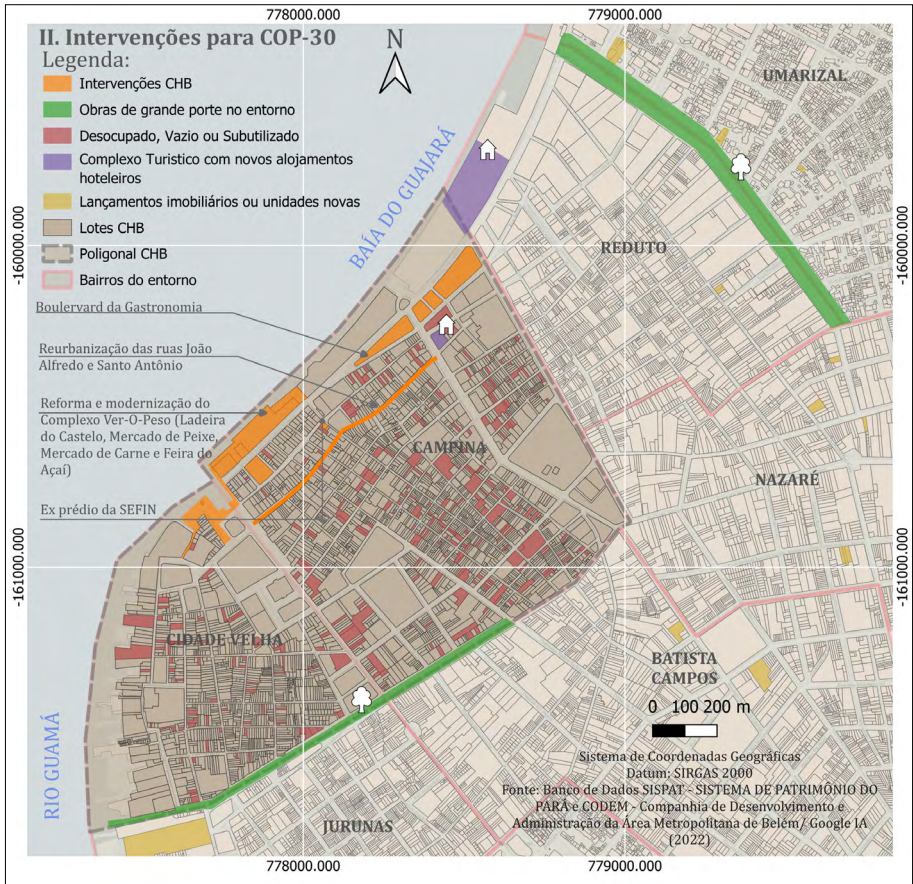 778000.000
779000.000
II. Intervenções para COP-30
Legenda:
Intervenções CHB
Obras de grande porte no entorno
Desocupado, Vazio ou Subutilizado
Complexo Turistico com novos alojamentos
hoteleiros
Lançamentos imobiliários ou unidades novas
Lotes CHB
Poligonal CHB
Bairros do entorno
N
UMARIZAL
BAÍA DO GUAJARÁ
REDUTO
-160000.000
-160000.000
Boulevard da Gastronomia
Reurbanização das ruas João
Alfredo e Santo Antônio
Reforma e modernização do
Complexo Ver-O-Peso (Ladeira
do Castelo, Mercado de Peixe,
Mercado de Carne e Feira do
Açaí)
Ex prédio da SEFIN
CAMPINA
NAZARÉ
-161000.000
-161000.000
CIDADE VELHA
BATISTA
CAMPOS
RIO GUAMÁ
0 100 200 m
Sistema de Coordenadas Geográficas
Datum: SIRGAS 2000
Fonte: Banco de Dados SISPAT - SISTEMA DE PATRIMÔNIO DO
PARÁ e CODEM - Companhia de Desenvolvimento e
Administração da Área Metropolitana de Belém/ Google IA
(2022)
JURUNAS
778000.000
779000.000